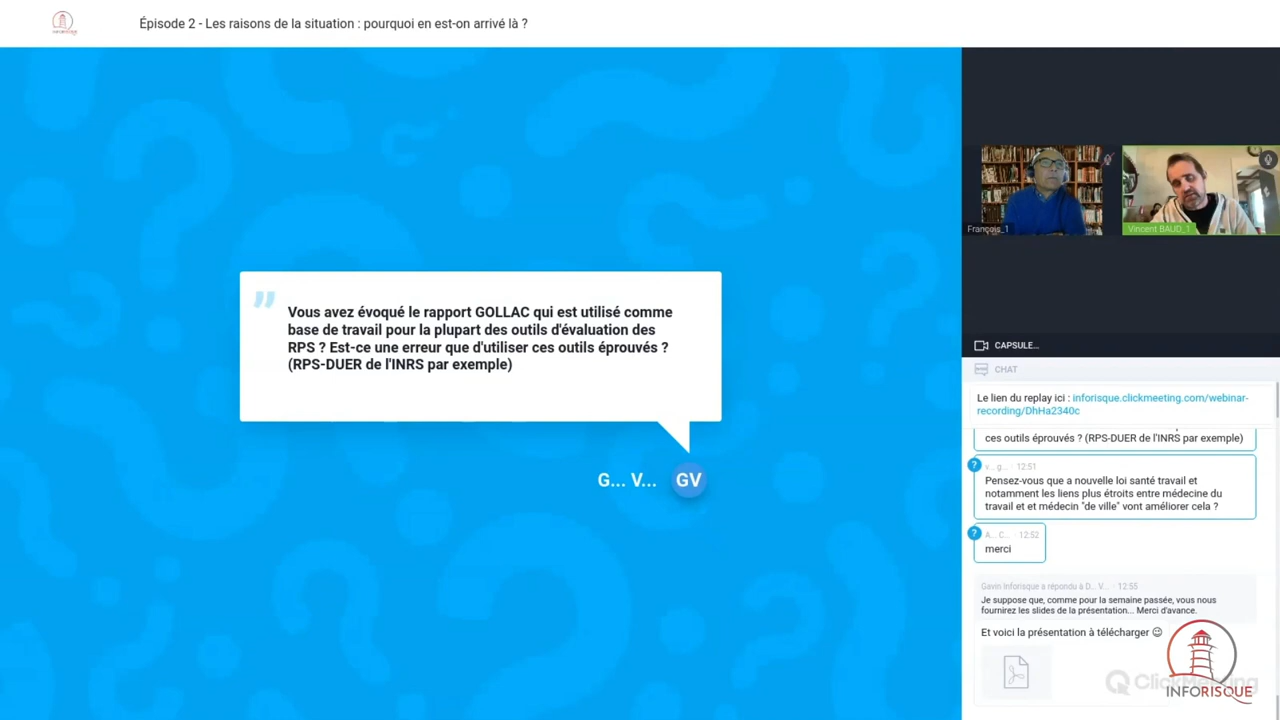 Épisode 2 - Les raisons de la situation : pourquoi en est-on arrivé là ?
Vous avez évoqué le rapport GOLLAC qui est utilisé comme
base de travail pour la plupart des outils d'évaluation des
RPS ? Est-ce une erreur que d'utiliser ces outils éprouvés ?
(RPS-DUER de l'INRS par exemple)
G... V...
GV
François_1
Vincent BAUD_1
CAPSULE...
CHAT
Le lien du replay ici : inforisque.clickmeeting.com/webinar-
recording/DhHa2340c
ces outils éprouvés ? (RPS-DUER de l'INRS par exemple)
v... g... · 12:51
Pensez-vous que a nouvelle loi santé travail et
notamment les liens plus étroits entre médecine du
travail et et médecin "de ville" vont améliorer cela ?
A... C... · 12:52
merci
Gavin Inforisque a répondu à D... V... · 12:55
Je suppose que, comme pour la semaine passée, vous nous
fournirez les slides de la présentation... Merci d'avance.
Et voici la présentation à télécharger 😉
ClickMeeting
INFORISQUE